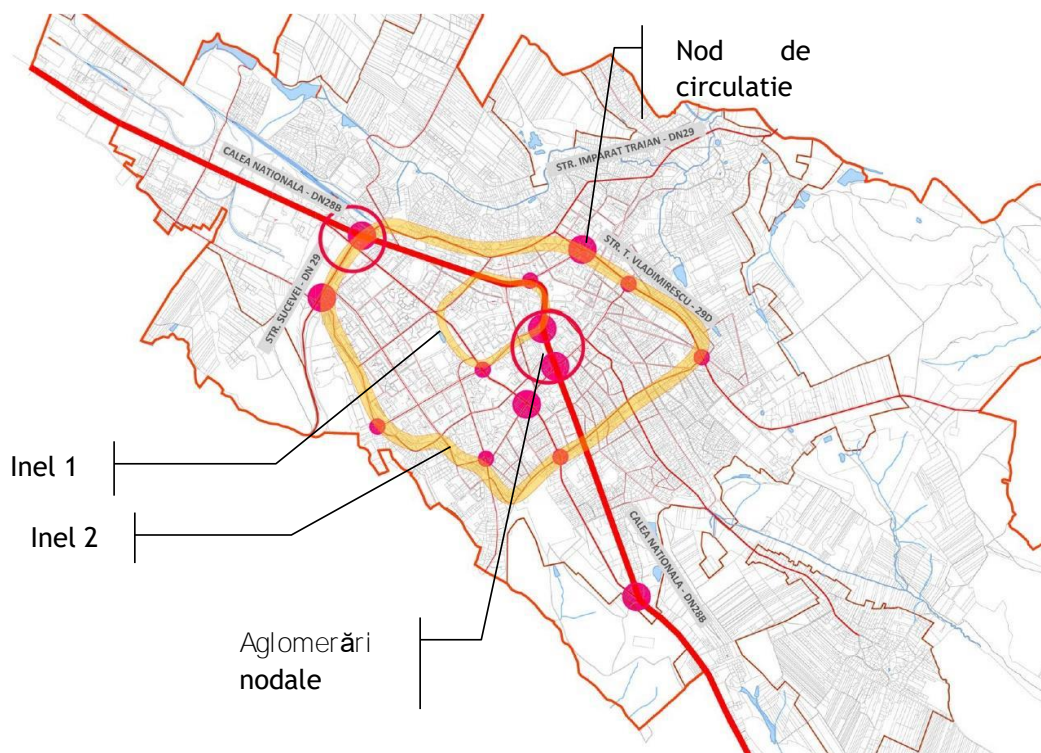 Nod de
circulatie
STR. IMPĂRAT TRAIAN - DN29
CALEA NATIONALA - DN28B
STR. T. VLADIMIRESCU - 29D
STR. SUCEVEI - DN 29
Inel 1
Inel 2
CALEA NATIONALA - DN28B
Aglomerări
nodale